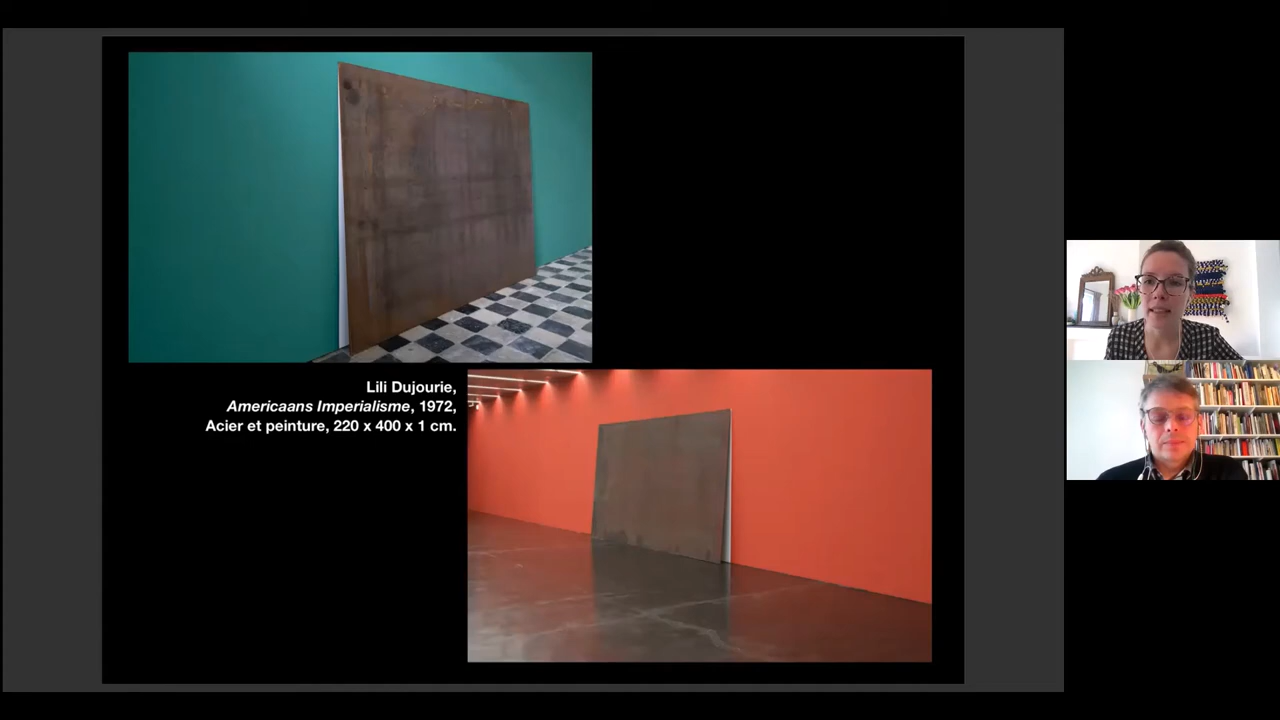 Lili Dujourie,
Americaans Imperialisme, 1972,
Acier et peinture, 220 x 400 x 1 cm.